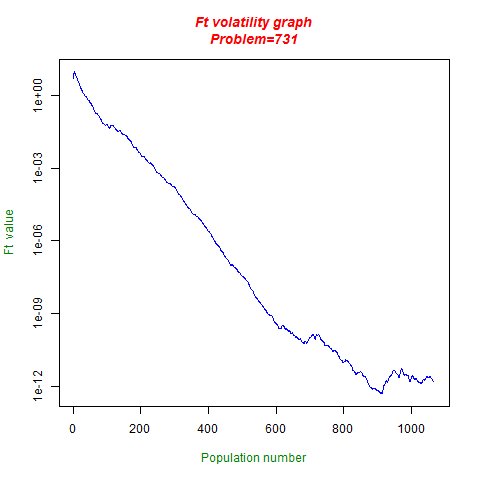 Ft volatility graph
Problem=731
1e+00
1e-03
1e-06
1e-09
1e-12
Ft value
0 200 400 600 800 1000
Population number